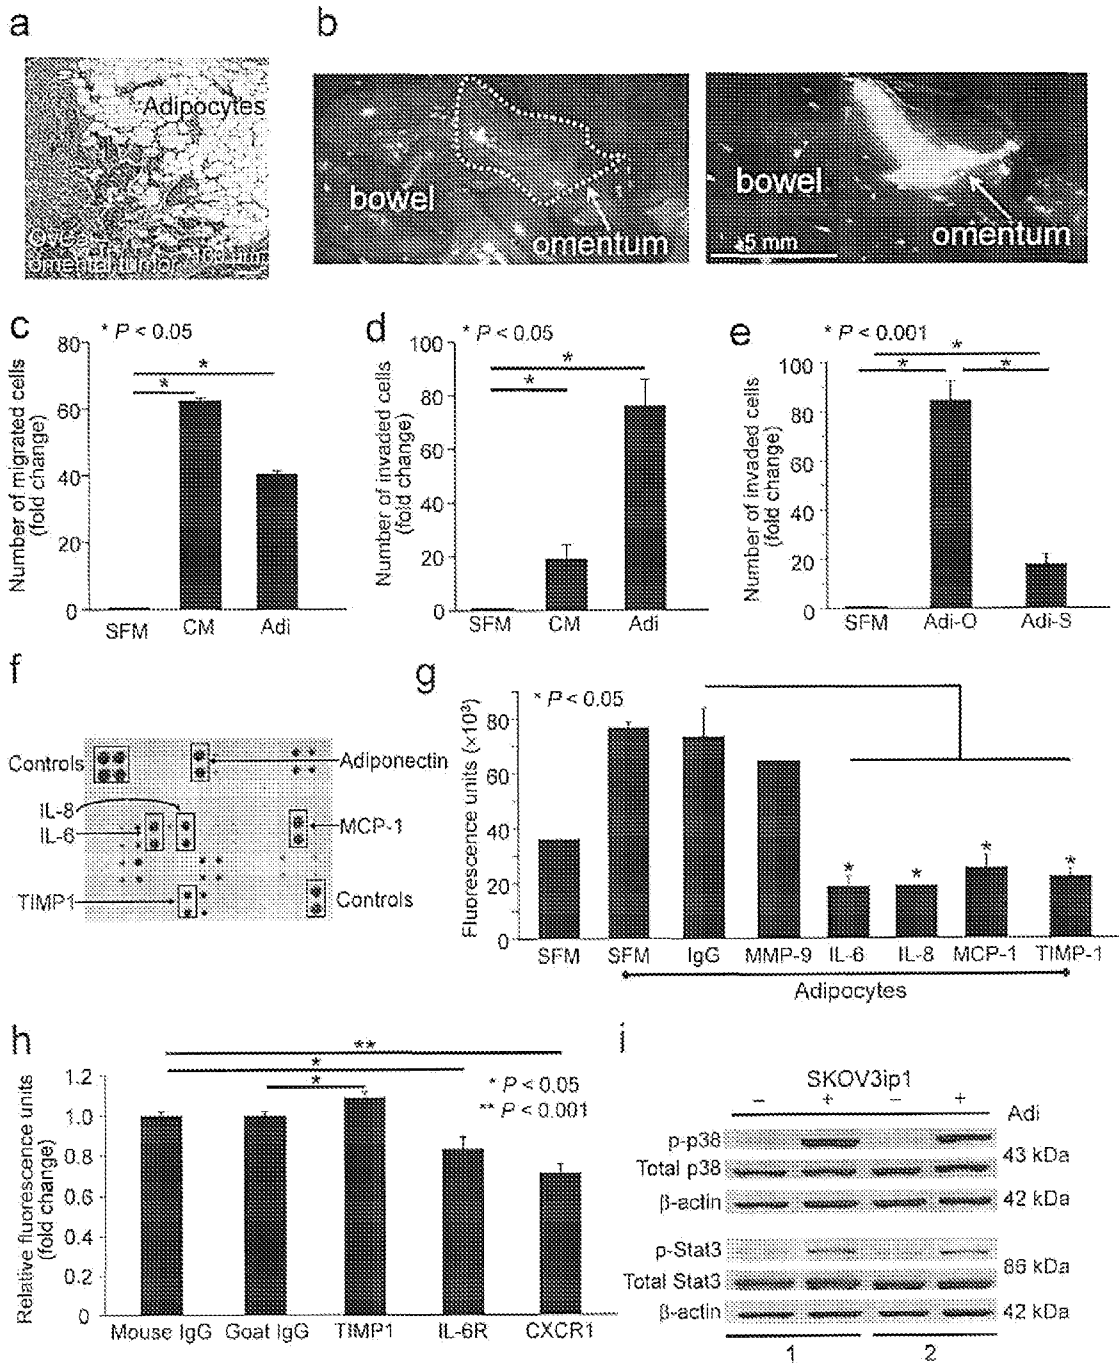 a
Adipocytes
omental tumor
b
bowel
omentum
bowel
omentum
5 mm
c
* P < 0.05
Number of migrated cells
(fold change)
80
60
40
20
0
*
*
SFM CM Adi
d
* P < 0.05
Number of invaded cells
(fold change)
100
80
60
40
20
0
*
*
SFM CM Adi
e
* P < 0.001
Number of invaded cells
(fold change)
100
80
60
40
20
0
*
* *
SFM Adi-O Adi-S
f
Controls
Adiponectin
IL-8
IL-6
MCP-1
TIMP1
Controls
g
* P < 0.05
Fluorescence units (×10³)
80
60
40
20
0
* * * *
SFM SFM IgG MMP-9 IL-6 IL-8 MCP-1 TIMP-1
Adipocytes
h
Relative fluorescence units
(fold change)
1.2
1.0
0.8
0.6
0.4
0.2
0
**
*
*
* P < 0.05
** P < 0.001
Mouse IgG Goat IgG TIMP1 IL-6R CXCR1
i
SKOV3ip1
– + – + Adi
p-p38
Total p38
43 kDa
β-actin 42 kDa
p-Stat3
Total Stat3
86 kDa
β-actin 42 kDa
1 2